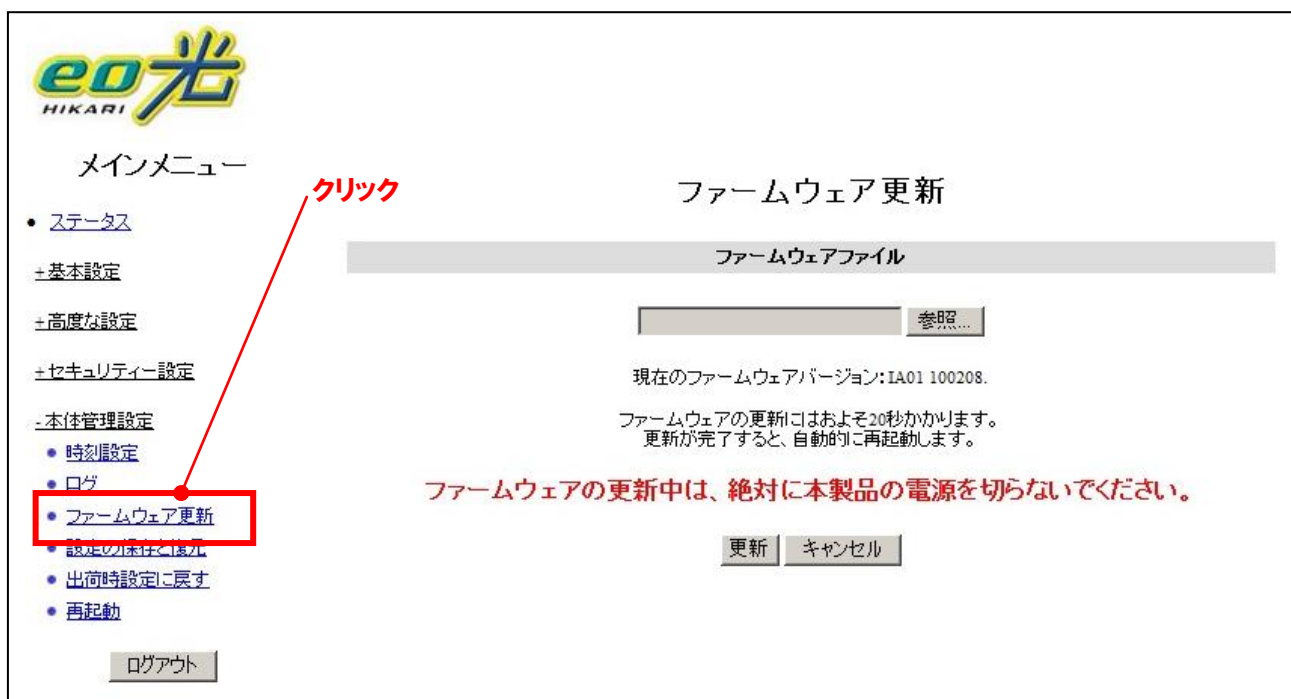 eo光
HIKARI
メインメニュー
クリック
• ステータス
+基本設定
+高度な設定
+セキュリティー設定
-本体管理設定
• 時刻設定
• ログ
• ファームウェア更新
• 設定の保存と復元
• 出荷時設定に戻す
• 再起動
ログアウト
ファームウェア更新
ファームウェアファイル
参照...
現在のファームウェアバージョン: IA01 100208.
ファームウェアの更新にはおよそ20秒かかります。
更新が完了すると、自動的に再起動します。
ファームウェアの更新中は、絶対に本製品の電源を切らないでください。
更新 キャンセル